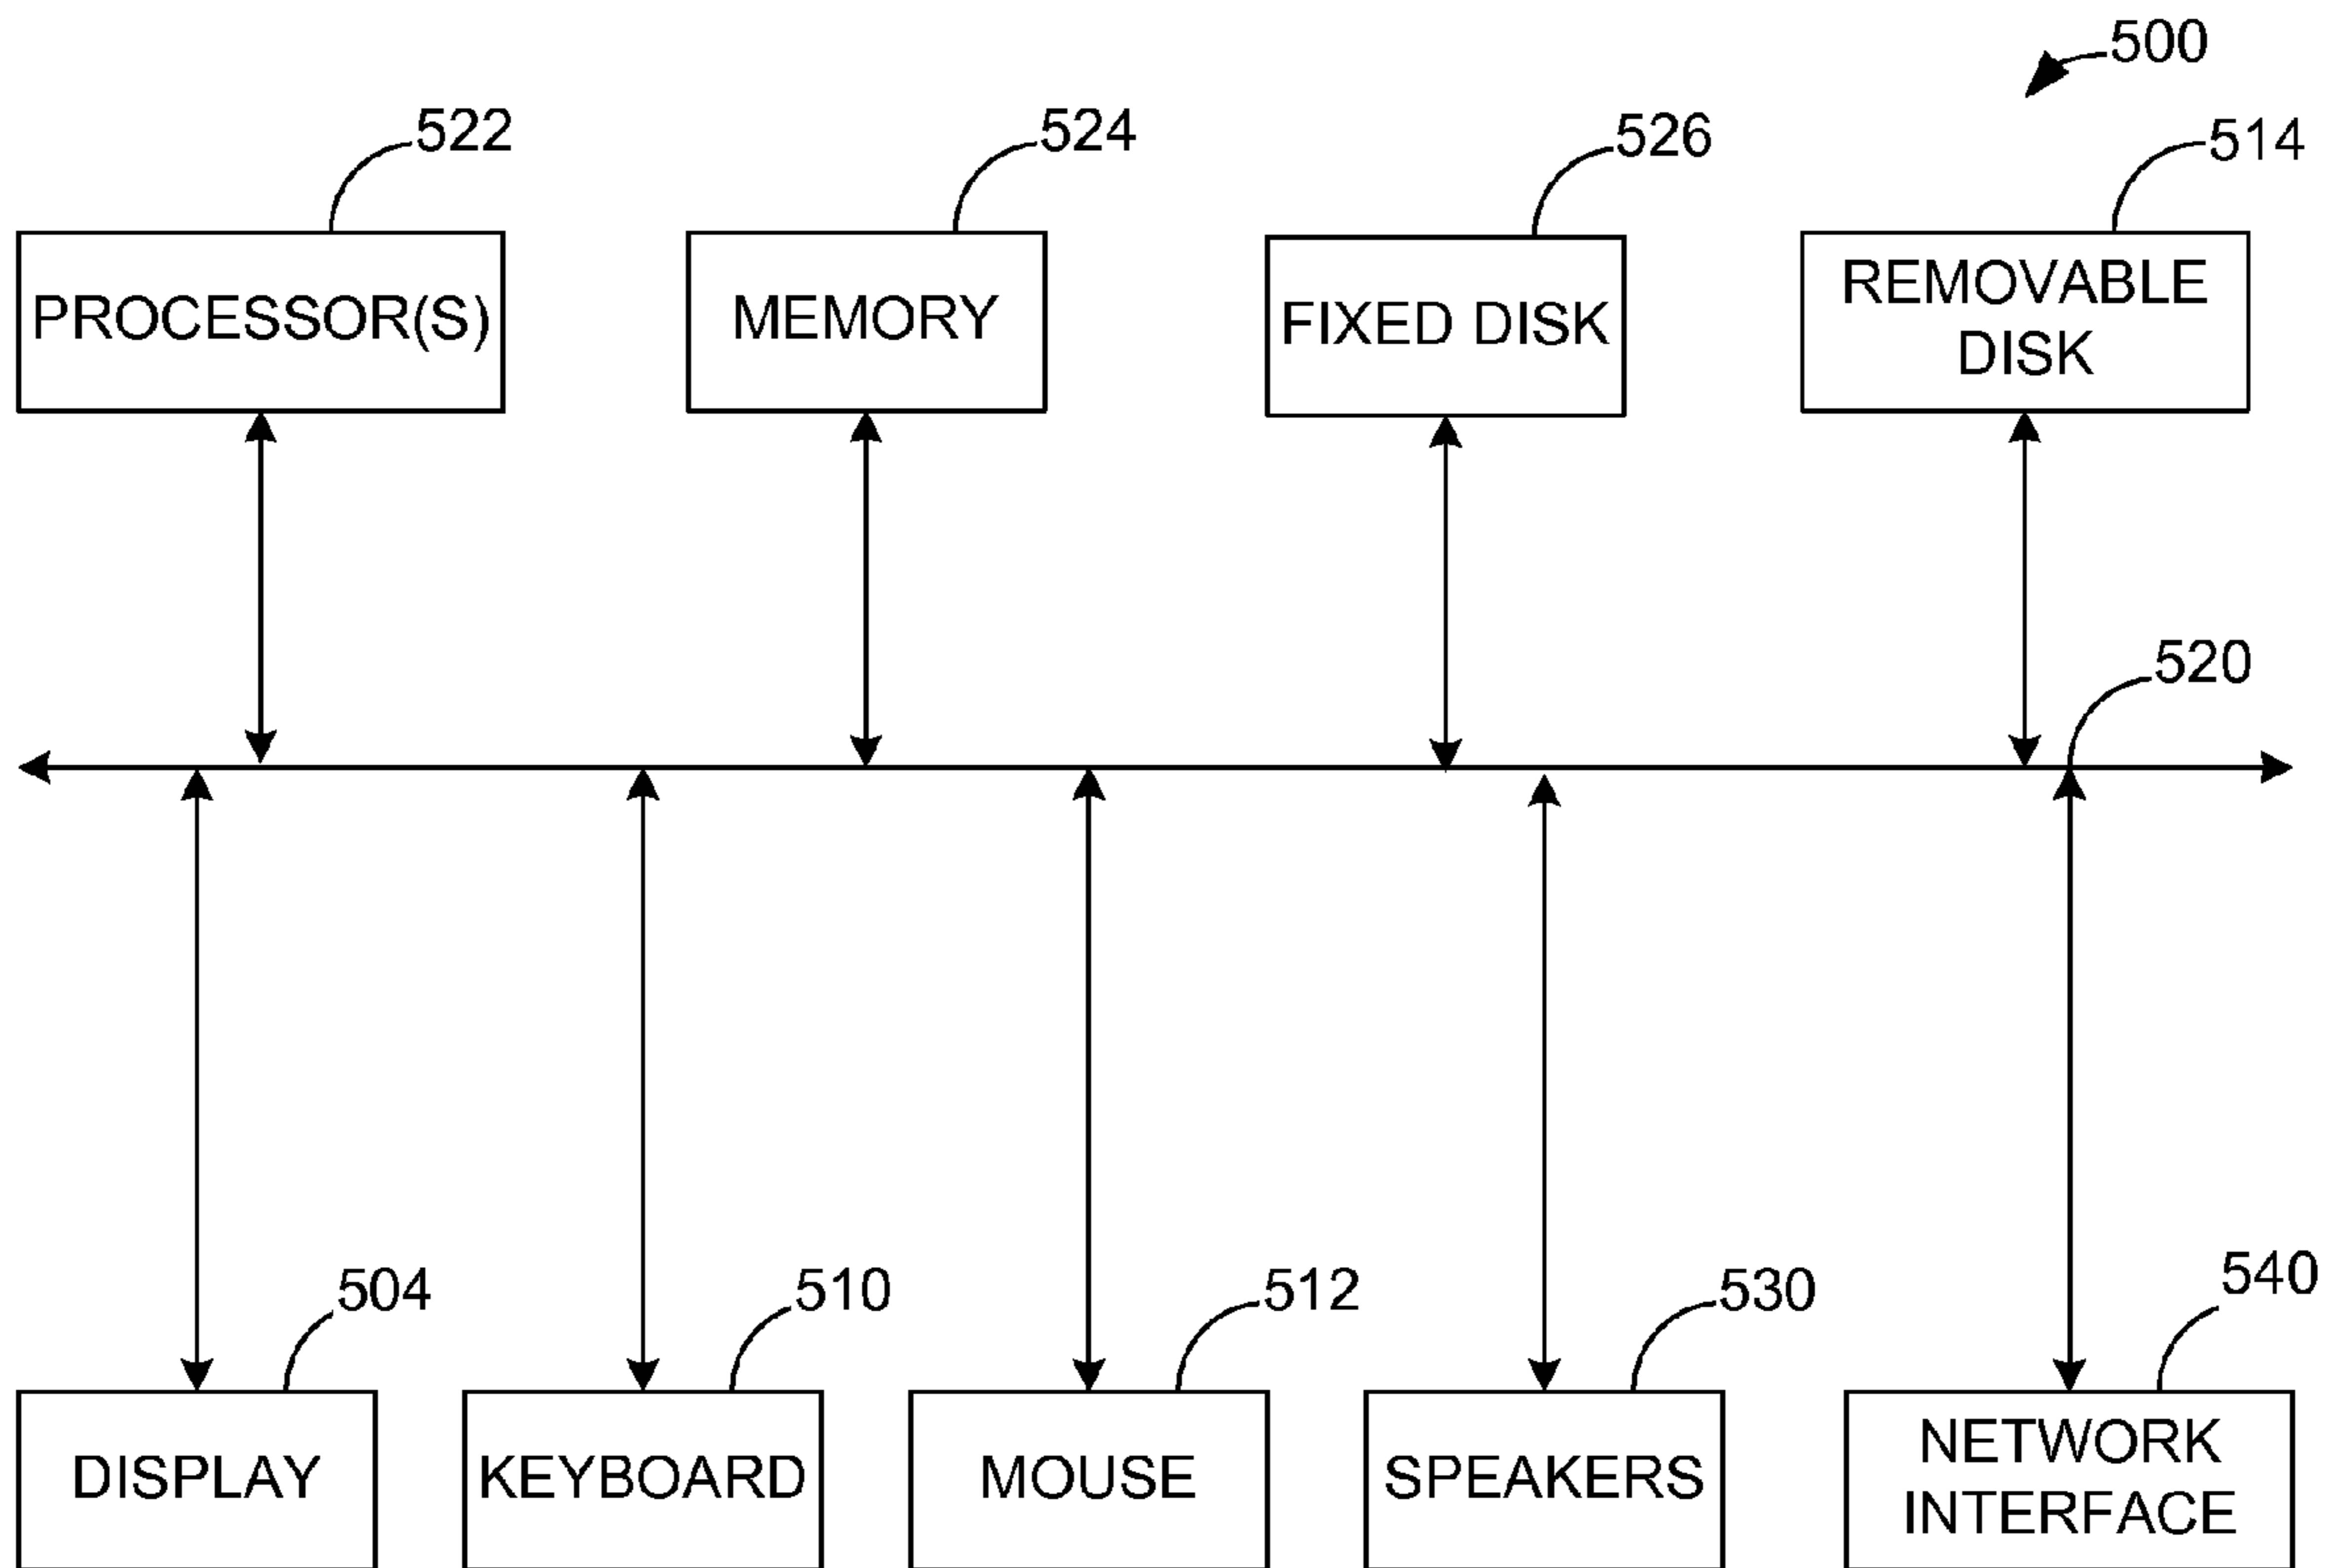 500
522
524
526
514
PROCESSOR(S)
MEMORY
FIXED DISK
REMOVABLE
DISK
520
504
510
512
530
540
DISPLAY
KEYBOARD
MOUSE
SPEAKERS
NETWORK
INTERFACE